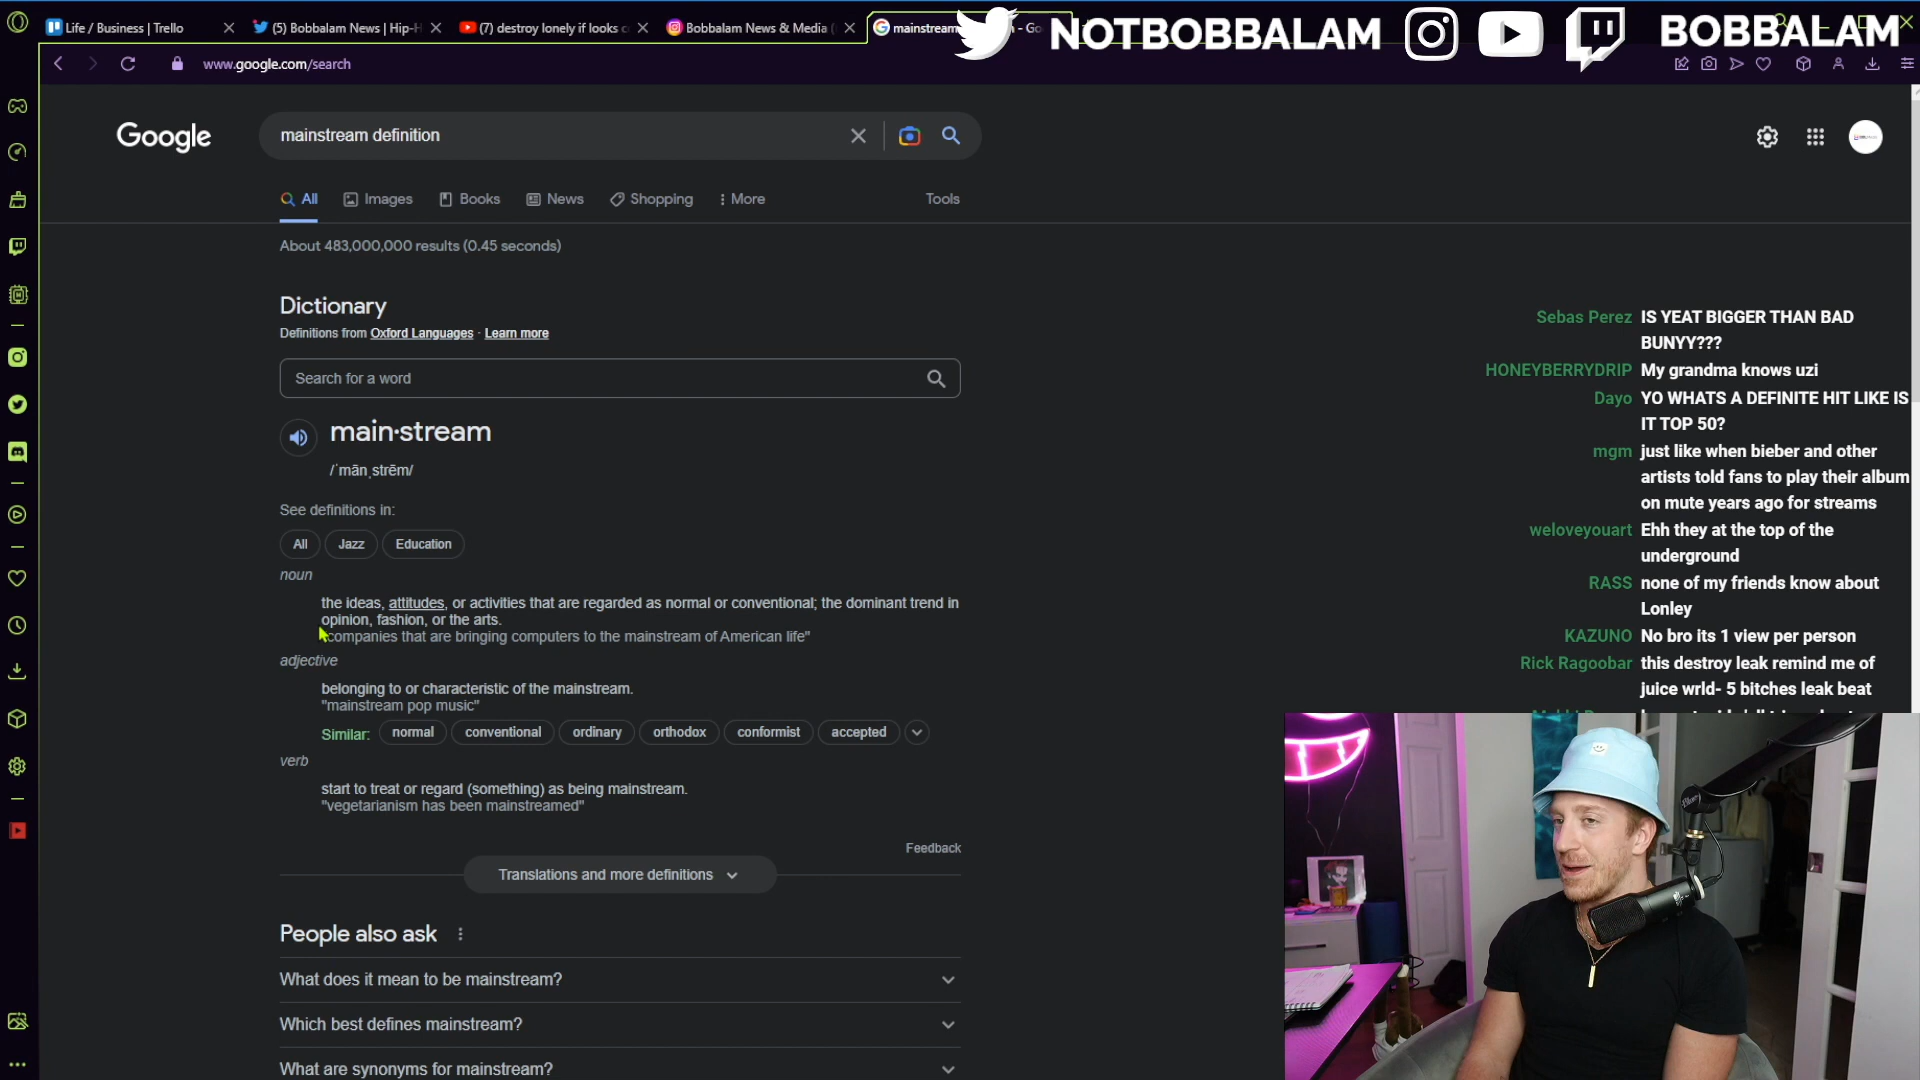 Life / Business | Trello
(5) Bobbalam News | Hip-H
(7) destroy lonely if looks c
Bobbalam News & Media (
mainstream
- Go
NOTBOBBALAM
BOBBALAM
www.google.com/search
Google
mainstream definition
All
Images
Books
News
Shopping
More
Tools
About 483,000,000 results (0.45 seconds)
Dictionary
Definitions from Oxford Languages · Learn more
Search for a word
main·stream
/ˈmānˌstrēm/
See definitions in:
All
Jazz
Education
noun
the ideas, attitudes, or activities that are regarded as normal or conventional; the dominant trend in
opinion, fashion, or the arts.
"companies that are bringing computers to the mainstream of American life"
adjective
belonging to or characteristic of the mainstream.
"mainstream pop music"
Similar:
normal
conventional
ordinary
orthodox
conformist
accepted
verb
start to treat or regard (something) as being mainstream.
"vegetarianism has been mainstreamed"
Feedback
Translations and more definitions
People also ask
What does it mean to be mainstream?
Which best defines mainstream?
What are synonyms for mainstream?
Sebas Perez IS YEAT BIGGER THAN BAD
BUNYY???
HONEYBERRYDRIP My grandma knows uzi
Dayo YO WHATS A DEFINITE HIT LIKE IS
IT TOP 50?
mgm just like when bieber and other
artists told fans to play their album
on mute years ago for streams
weloveyouart Ehh they at the top of the
underground
RASS none of my friends know about
Lonley
KAZUNO No bro its 1 view per person
Rick Ragoobar this destroy leak remind me of
juice wrld- 5 bitches leak beat